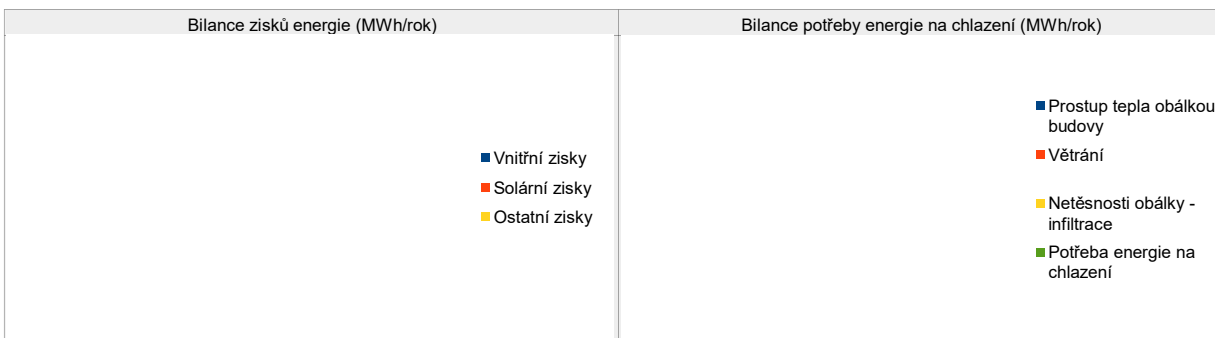 Bilance zisků energie (MWh/rok)
Vnitřní zisky
Solární zisky
Ostatní zisky
Bilance potřeby energie na chlazení (MWh/rok)
Prostup tepla obálkou
budovy
Větrání
Netěsnosti obálky -
infiltrace
Potřeba energie na
chlazení